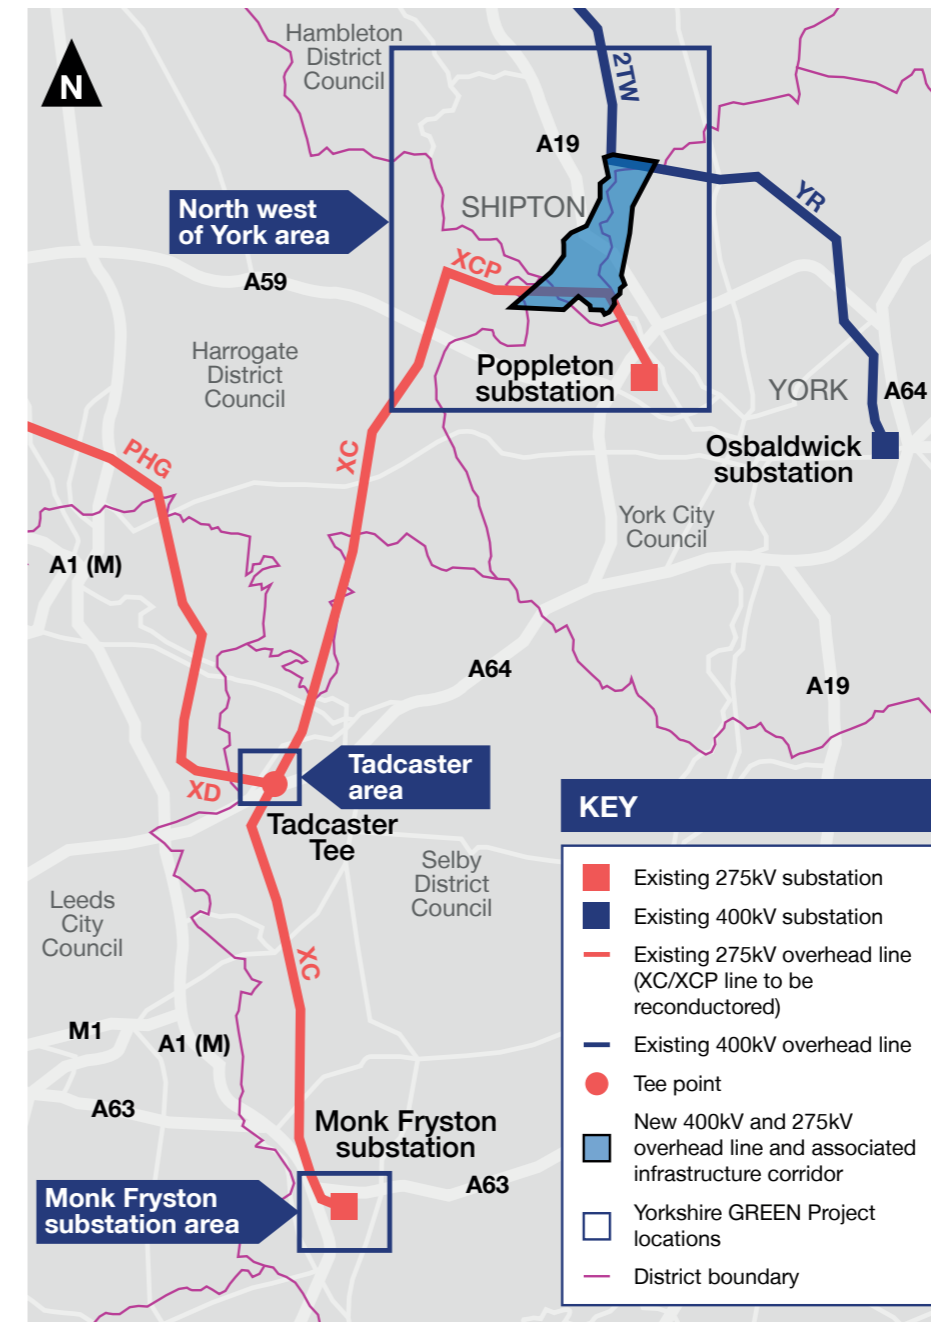 Hambleton
District
Council
N
2TW
A19
North west
of York area
SHIPTON
YR
XCP
A59
Harrogate
District
Council
Poppleton
substation
YORK
A64
PHG
XC
Osbaldwick
substation
York City
Council
A1 (M)
A64
A19
Tadcaster
area
XD
Tadcaster
Tee
Selby
District
Council
Leeds
City
Council
XC
M1
A1 (M)
A63
Monk Fryston
substation
A63
Monk Fryston
substation area
KEY
Existing 275kV substation
Existing 400kV substation
Existing 275kV overhead line
(XC/XCP line to be
reconductored)
Existing 400kV overhead line
Tee point
New 400kV and 275kV
overhead line and associated
infrastructure corridor
Yorkshire GREEN Project
locations
District boundary